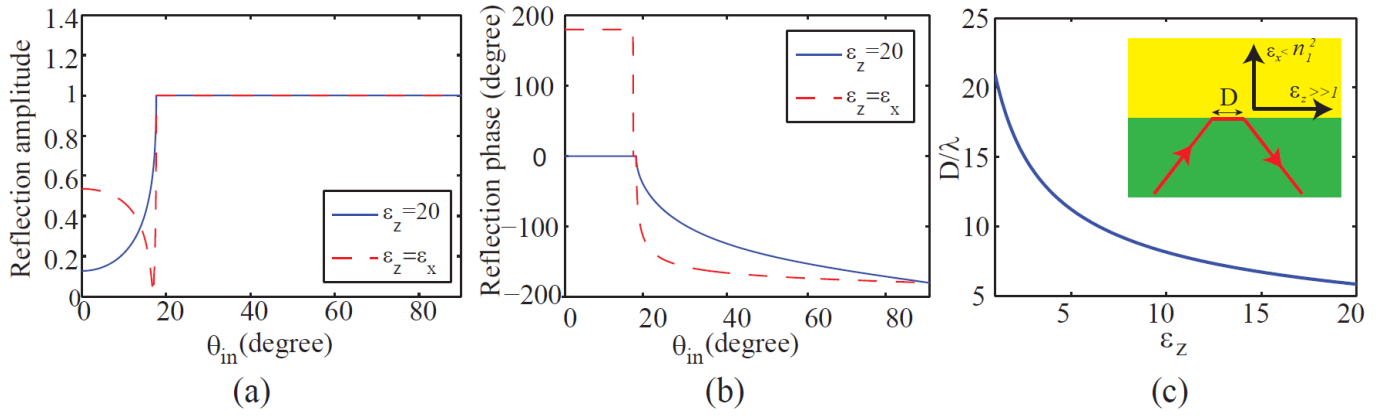 Reflection amplitude
1.4
1.2
1
0.8
0.6
0.4
0.2
0
0 20 40 60 80
θin(degree)
εz=20
εz=εx
(a)
Reflection phase (degree)
200
100
0
−100
−200
0 20 40 60 80
θin(degree)
εz=20
εz=εx
(b)
D/λ
25
20
15
10
5
5 10 15 20
εz
εx< n1²
εz>>1
D
(c)